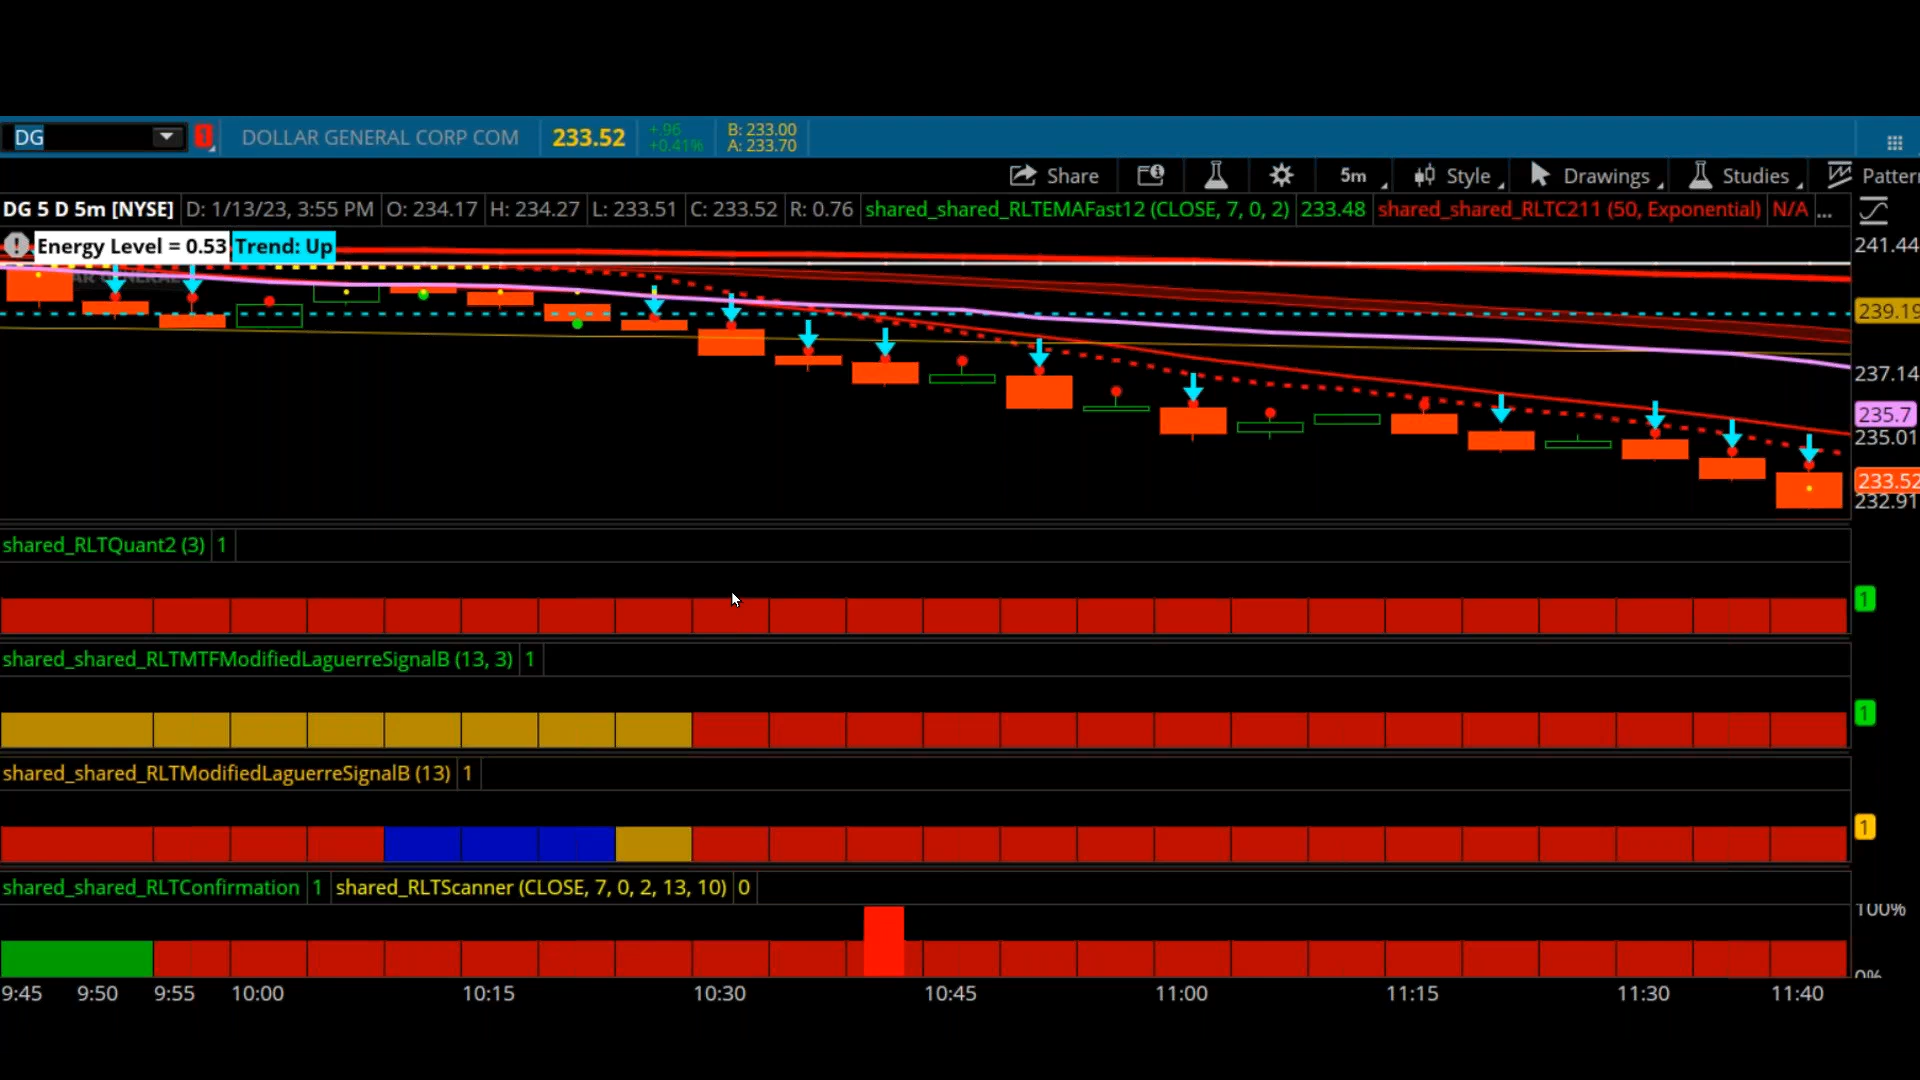 DG 1 DOLLAR GENERAL CORP COM 233.52 +.96 +0.41% B: 233.00 A: 233.70
Share 5m Style Drawings Studies Patter
DG 5 D 5m [NYSE] D: 1/13/23, 3:55 PM O: 234.17 H: 234.27 L: 233.51 C: 233.52 R: 0.76 shared_shared_RLTEMAFast12 (CLOSE, 7, 0, 2) 233.48 shared_shared_RLTC211 (50, Exponential) N/A ...
Energy Level = 0.53 Trend: Up
241.44
239.19
237.14
235.7
235.01
233.52
232.91
shared_RLTQuant2 (3) 1
1
shared_shared_RLTMTFModifiedLaguerreSignalB (13, 3) 1
1
shared_shared_RLTModifiedLaguerreSignalB (13) 1
1
shared_shared_RLTConfirmation 1 shared_RLTScanner (CLOSE, 7, 0, 2, 13, 10) 0
100%
0%
9:45 9:50 9:55 10:00 10:15 10:30 10:45 11:00 11:15 11:30 11:40